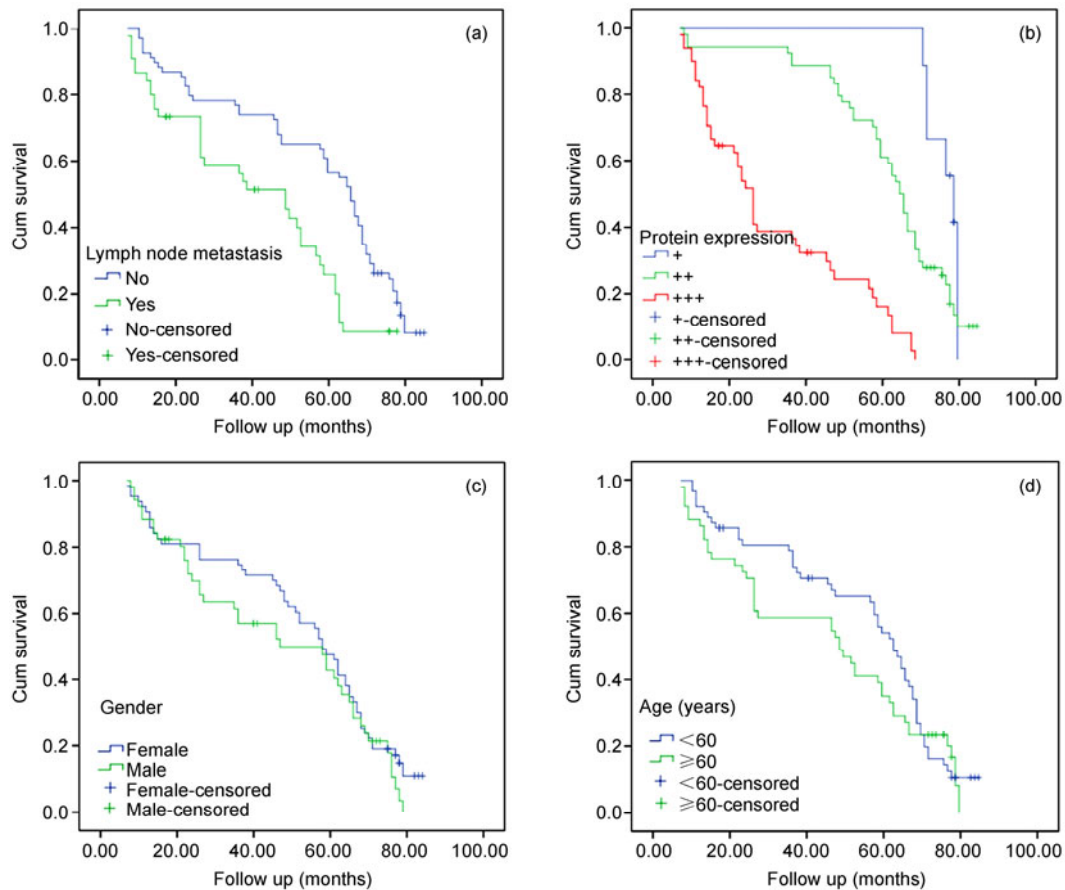 (a)
1.0
0.8
0.6
0.4
0.2
0.0
Cum survival
Lymph node metastasis
No
Yes
No-censored
Yes-censored
0.00 20.00 40.00 60.00 80.00 100.00
Follow up (months)
(b)
1.0
0.8
0.6
0.4
0.2
0.0
Cum survival
Protein expression
+
++
+++
+-censored
++-censored
+++-censored
0.00 20.00 40.00 60.00 80.00 100.00
Follow up (months)
(c)
1.0
0.8
0.6
0.4
0.2
0.0
Cum survival
Gender
Female
Male
Female-censored
Male-censored
0.00 20.00 40.00 60.00 80.00 100.00
Follow up (months)
(d)
1.0
0.8
0.6
0.4
0.2
0.0
Cum survival
Age (years)
<60
⩾60
<60-censored
⩾60-censored
0.00 20.00 40.00 60.00 80.00 100.00
Follow up (months)